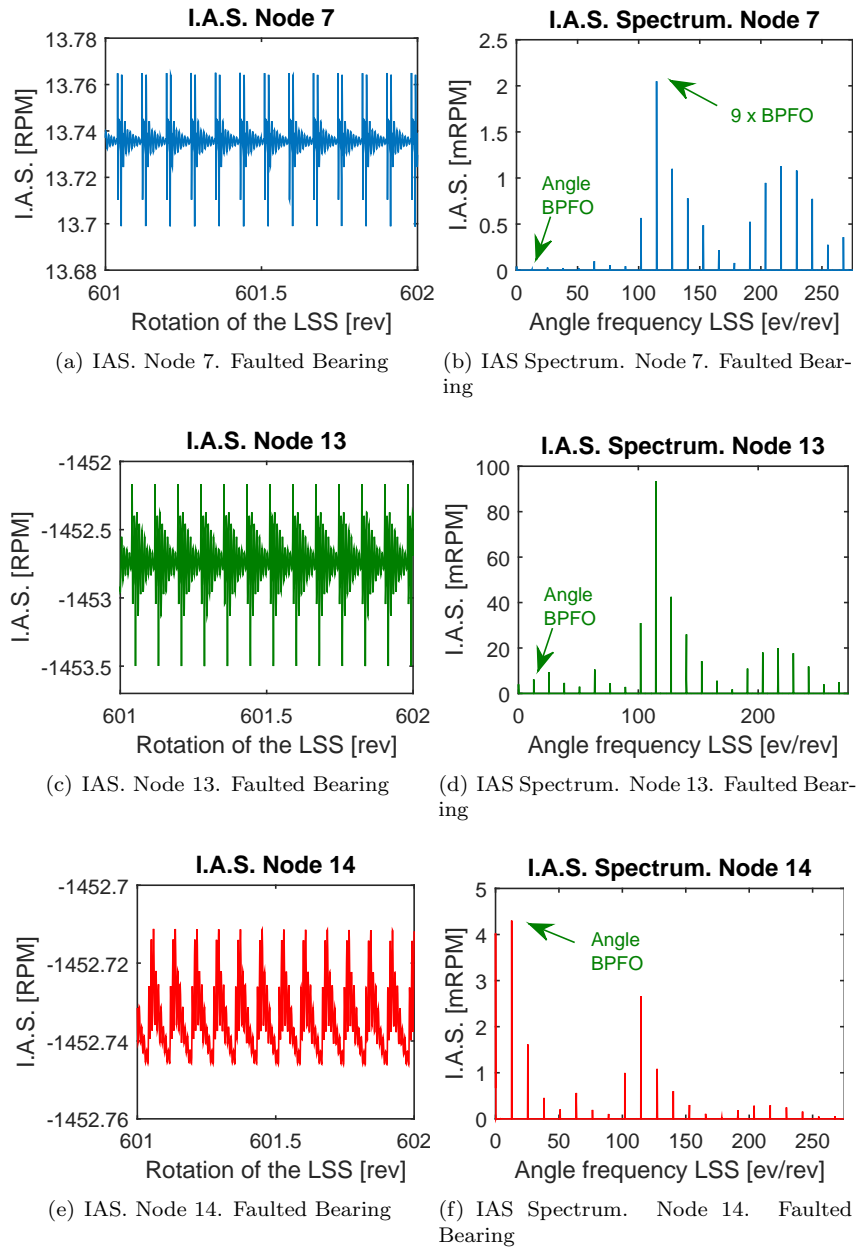 I.A.S. Node 7
13.78
13.76
13.74
13.72
13.7
13.68
I.A.S. [RPM]
601
601.5
602
Rotation of the LSS [rev]
(a) IAS. Node 7. Faulted Bearing
I.A.S. Spectrum. Node 7
2.5
2
1.5
1
0.5
0
I.A.S. [mRPM]
9 x BPFO
Angle
BPFO
0
50
100
150
200
250
Angle frequency LSS [ev/rev]
(b) IAS Spectrum. Node 7. Faulted Bear-
ing
I.A.S. Node 13
-1452
-1452.5
-1453
-1453.5
I.A.S. [RPM]
601
601.5
602
Rotation of the LSS [rev]
(c) IAS. Node 13. Faulted Bearing
I.A.S. Spectrum. Node 13
100
80
60
40
20
0
I.A.S. [mRPM]
Angle
BPFO
0
100
200
Angle frequency LSS [ev/rev]
(d) IAS Spectrum. Node 13. Faulted Bear-
ing
I.A.S. Node 14
-1452.7
-1452.72
-1452.74
-1452.76
I.A.S. [RPM]
601
601.5
602
Rotation of the LSS [rev]
(e) IAS. Node 14. Faulted Bearing
I.A.S. Spectrum. Node 14
5
4
3
2
1
0
I.A.S. [mRPM]
Angle
BPFO
0
50
100
150
200
250
Angle frequency LSS [ev/rev]
(f) IAS Spectrum. Node 14. Faulted
Bearing